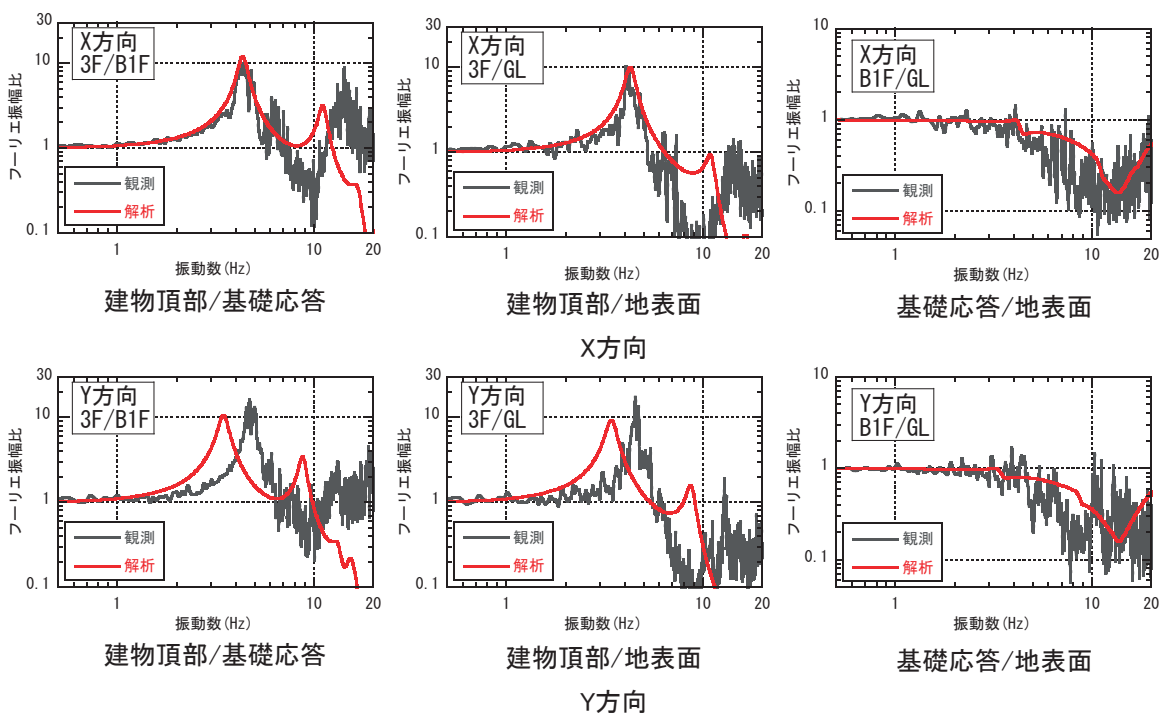 30
10
1
0.1
フーリエ振幅比
X方向
3F/B1F
観測
解析
1
10
20
振動数(Hz)
建物頂部/基礎応答
30
10
1
0.1
フーリエ振幅比
X方向
3F/GL
観測
解析
1
10
20
振動数(Hz)
建物頂部/地表面
10
1
0.1
フーリエ振幅比
X方向
B1F/GL
観測
解析
1
10
20
振動数(Hz)
基礎応答/地表面
X方向
30
10
1
0.1
フーリエ振幅比
Y方向
3F/B1F
観測
解析
1
10
20
振動数(Hz)
建物頂部/基礎応答
30
10
1
0.1
フーリエ振幅比
Y方向
3F/GL
観測
解析
1
10
20
振動数(Hz)
建物頂部/地表面
10
1
0.1
フーリエ振幅比
Y方向
B1F/GL
観測
解析
1
10
20
振動数(Hz)
基礎応答/地表面
Y方向